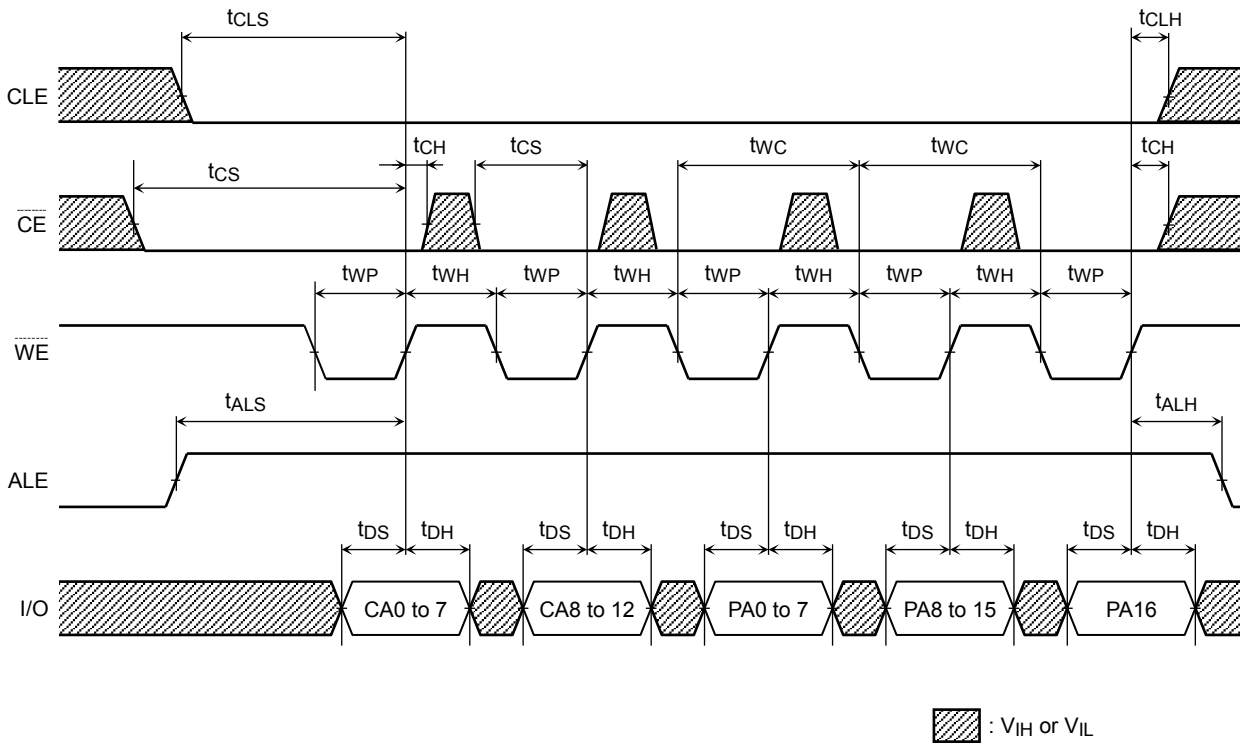 tCLS tCLH
CLE
tCH tCS tWC tWC tCH
tCS
CE
tWP tWH tWP tWH tWP tWH tWP tWH tWP
WE
tALS tALH
ALE
tDS tDH tDS tDH tDS tDH tDS tDH tDS tDH
I/O CA0 to 7 CA8 to 12 PA0 to 7 PA8 to 15 PA16
: VIH or VIL